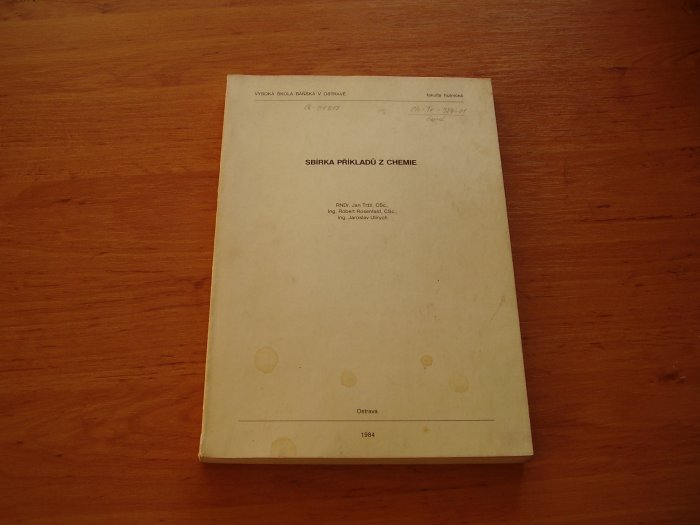 VYSOKÁ ŠKOLA BÁŇSKÁ V OSTRAVĚ fakulta hutnická
SBÍRKA PŘÍKLADŮ Z CHEMIE
RNDr. Jan Tržil, CSc.,
Ing. Robert Rosenfeld, CSc.,
Ing. Jaroslav Ullrych
Ostrava
1984